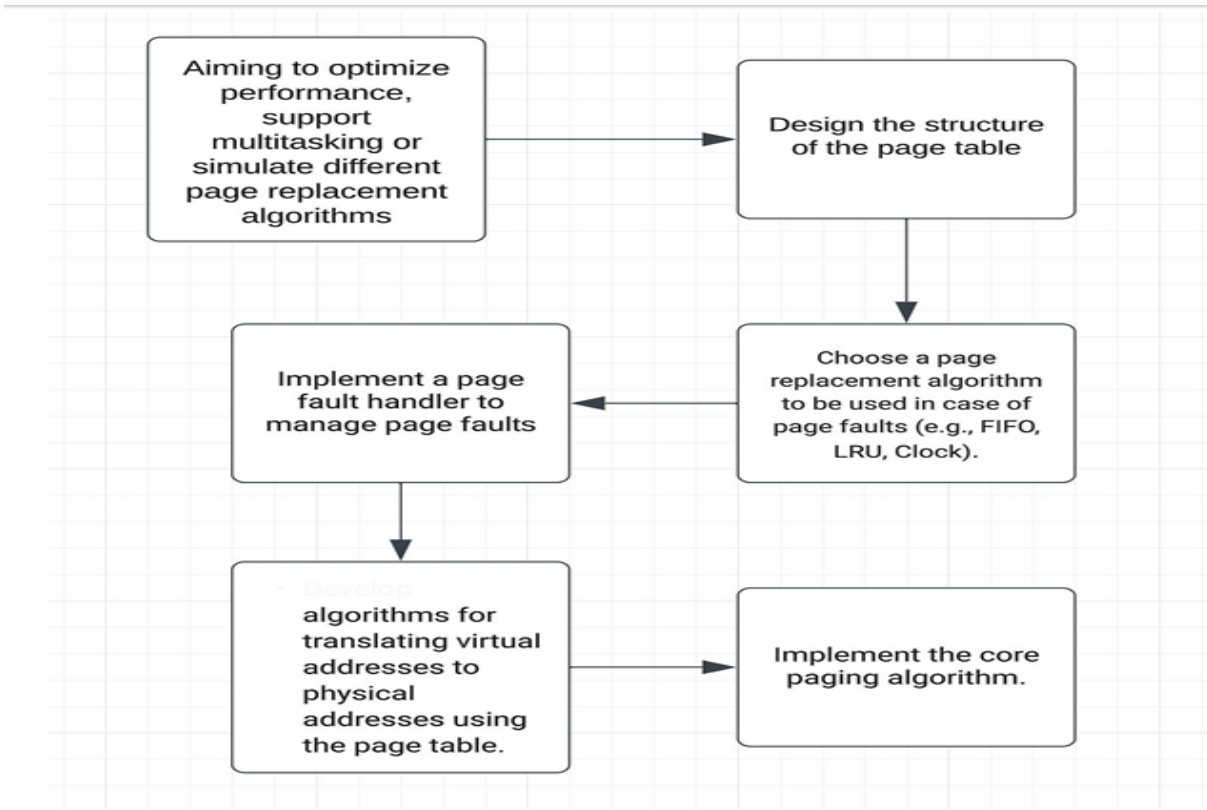 Aiming to optimize
performance,
support
multitasking or
simulate different
page replacement
algorithms
Design the structure
of the page table
Choose a page
replacement algorithm
to be used in case of
page faults (e.g., FIFO,
LRU, Clock).
Implement a page
fault handler to
manage page faults
• Develop
algorithms for
translating virtual
addresses to
physical
addresses using
the page table.
Implement the core
paging algorithm.